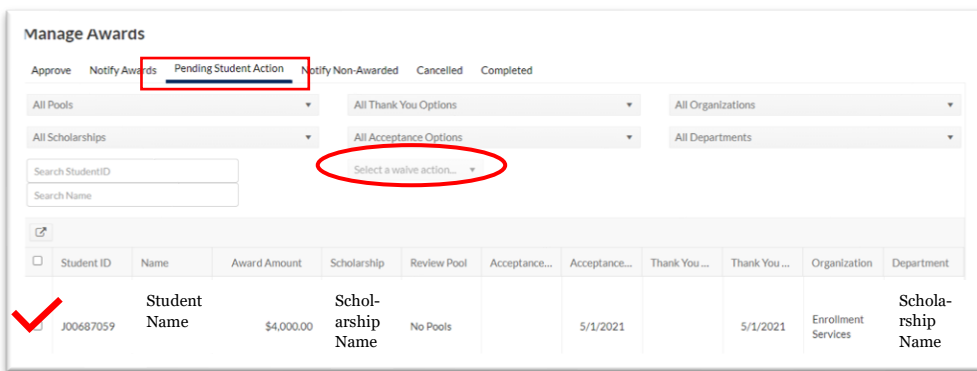 Manage Awards
Approve Notify Awards Pending Student Action Notify Non-Awarded Cancelled Completed
All Pools All Thank You Options All Organizations
All Scholarships All Acceptance Options All Departments
Search StudentID Select a waive action...
Search Name
Student ID Name Award Amount Scholarship Review Pool Acceptance... Acceptance... Thank You ... Thank You ... Organization Department
J00687059 Student Name $4,000.00 Schol-
arship
Name No Pools 5/1/2021 5/1/2021 Enrollment
Services Schola-
rship
Name